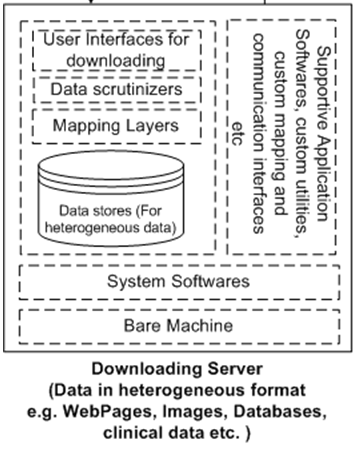 User Interfaces for
downloading
Data scrutinizers
Mapping Layers
Data stores (For
heterogeneous data)
Supportive Application
Softwares, custom utilities,
custom mapping and
communication interfaces
etc
System Softwares
Bare Machine
Downloading Server
(Data in heterogeneous format
e.g. WebPages, Images, Databases,
clinical data etc. )